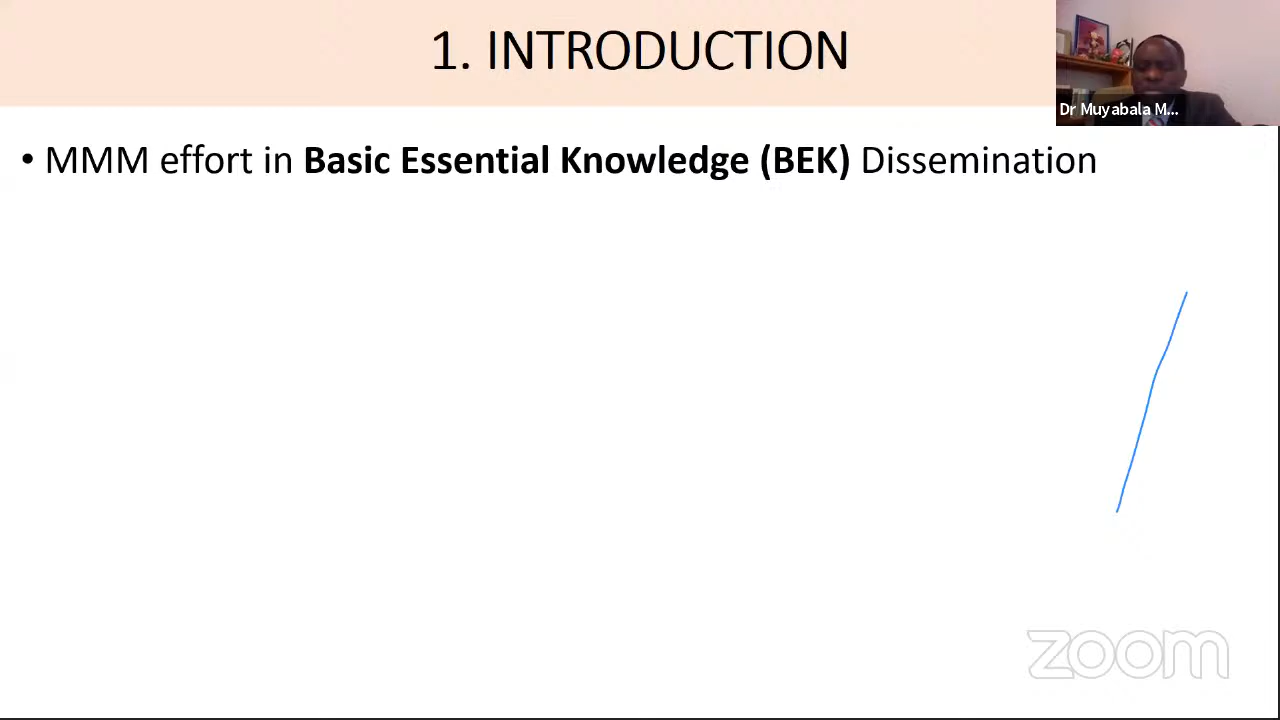 1. INTRODUCTION
Dr Muyabala M...
• MMM effort in Basic Essential Knowledge (BEK) Dissemination
zoom